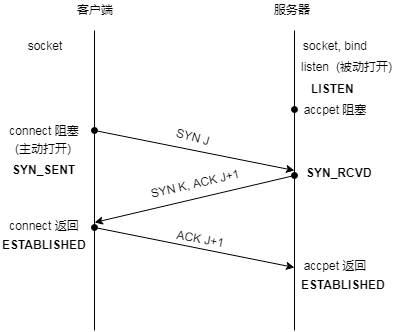 客户端
服务器
socket
socket, bind
listen (被动打开)
LISTEN
accpet 阻塞
connect 阻塞
(主动打开)
SYN_SENT
SYN J
SYN_RCVD
SYN K, ACK J+1
connect 返回
ESTABLISHED
ACK J+1
accpet 返回
ESTABLISHED